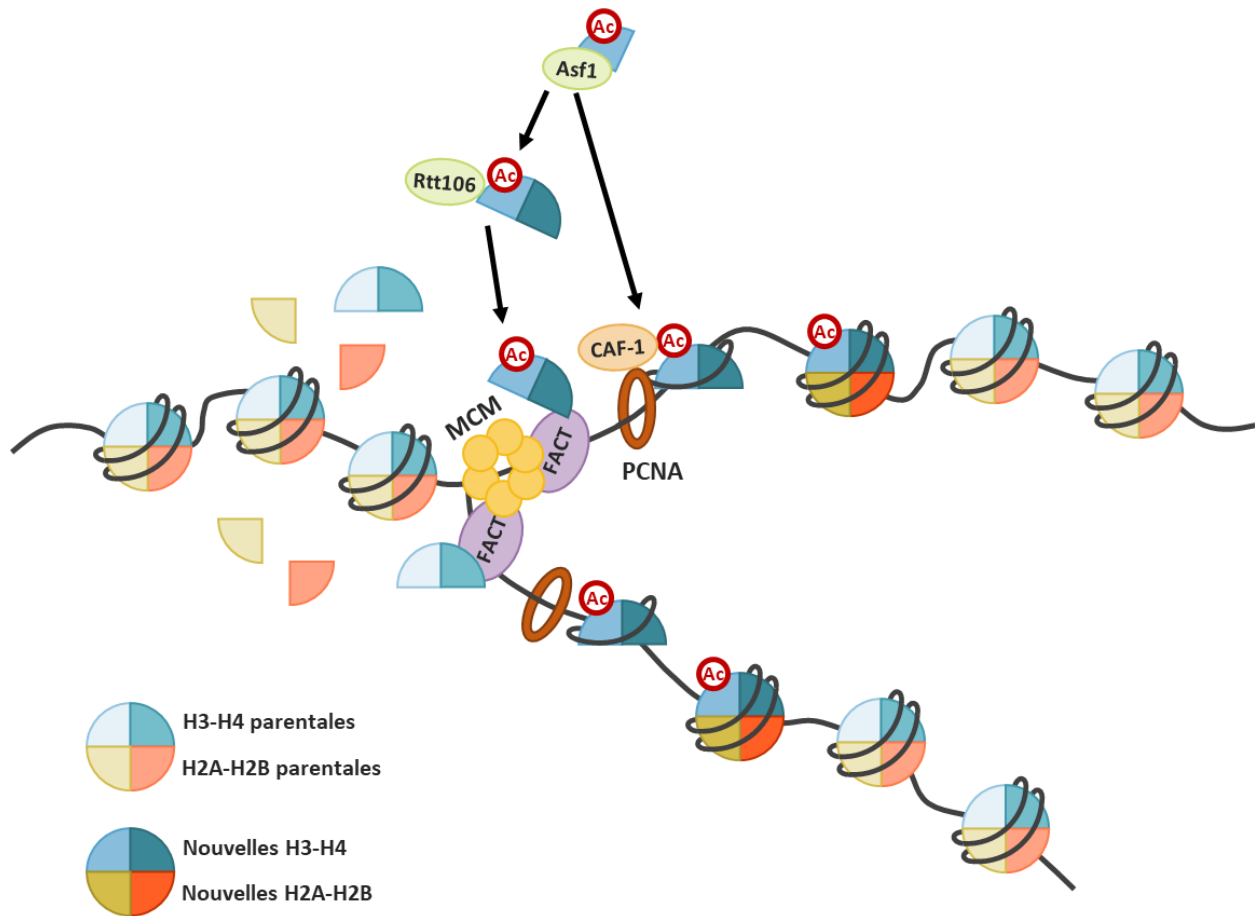 Ac
Asf1
Ac
Rtt106
Ac
CAF-1
Ac
Ac
MCM
FACT
PCNA
FACT
Ac
Ac
H3-H4 parentales
H2A-H2B parentales
Nouvelles H3-H4
Nouvelles H2A-H2B